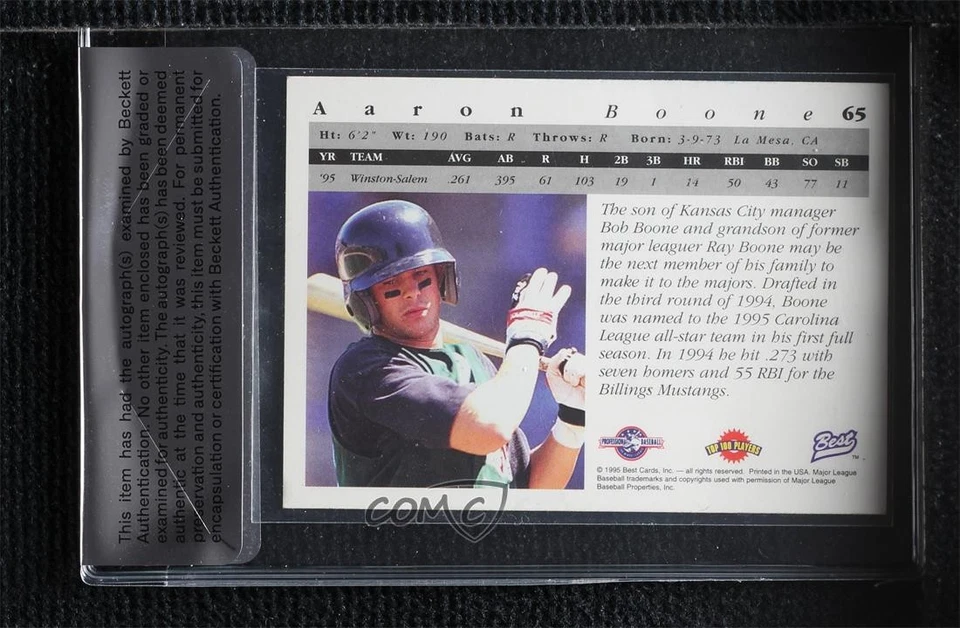 This item has had the autograph(s) examined by Beckett
Authentication. No other item enclosed has been graded or
examined for authenticity. The autograph(s) has been deemed
authentic at the time that it was reviewed. For permanent
preservation and authenticity, this item must be submitted for
encapsulation or certification with Beckett Authentication.
Aaron Boone 65
Ht: 6'2" Wt: 190 Bats: R Throws: R Born: 3-9-73 La Mesa, CA
YR TEAM AVG AB R H 2B 3B HR RBI BB SO SB
'95 Winston-Salem .261 395 61 103 19 1 14 50 43 77 11
The son of Kansas City manager
Bob Boone and grandson of former
major leaguer Ray Boone may be
the next member of his family to
make it to the majors. Drafted in
the third round of 1994, Boone
was named to the 1995 Carolina
League all-star team in his first full
season. In 1994 he hit .273 with
seven homers and 55 RBI for the
Billings Mustangs.
PROFESSIONAL BASEBALL
TOP 100 PLAYERS
Best TM
© 1995 Best Cards, Inc. — all rights reserved. Printed in the USA. Major League
Baseball trademarks and copyrights used with permission of Major League
Baseball Properties, Inc.
COMC